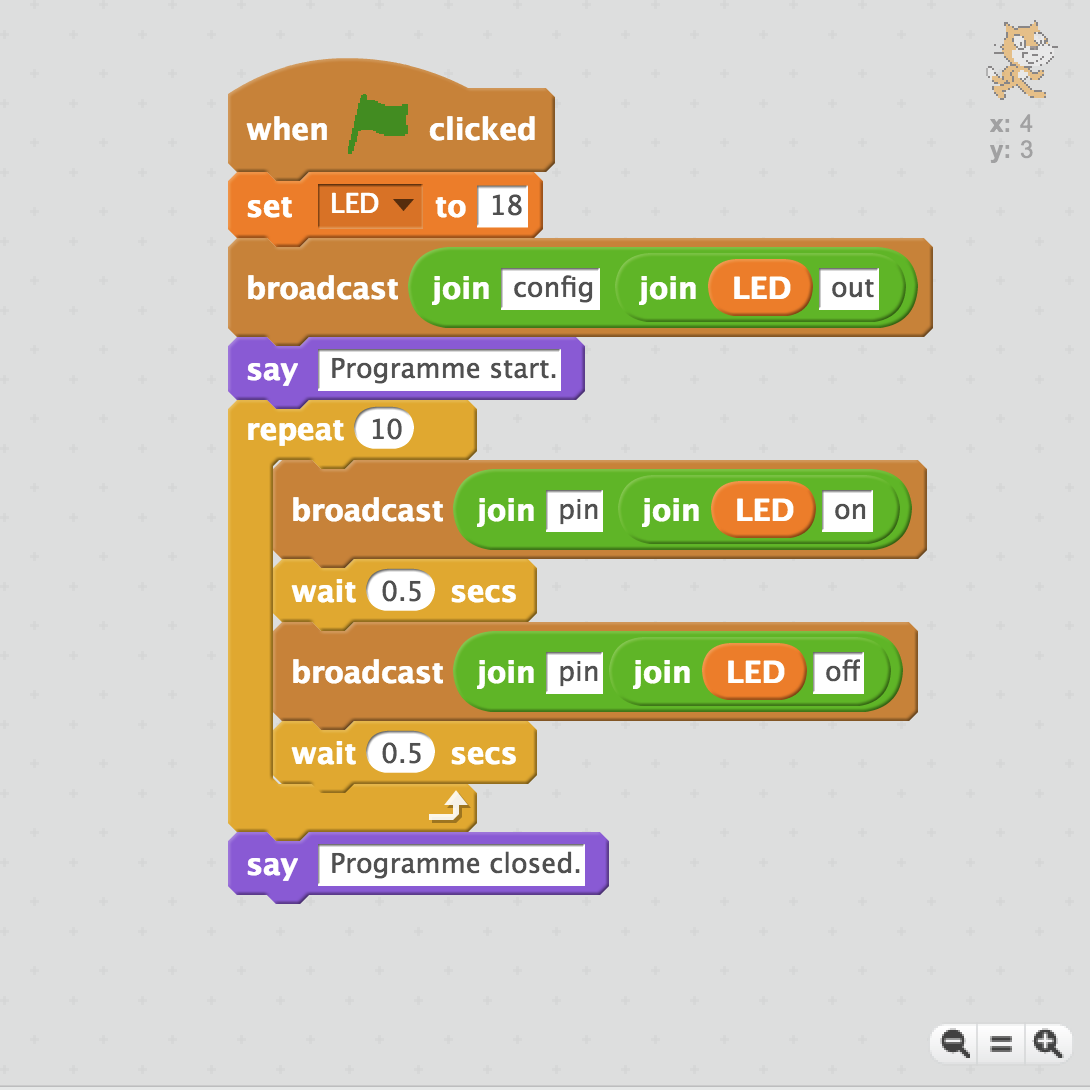 when clicked
x: 4
y: 3
set LED to 18
broadcast join config join LED out
say Programme start.
repeat 10
broadcast join pin join LED on
wait 0.5 secs
broadcast join pin join LED off
wait 0.5 secs
say Programme closed.